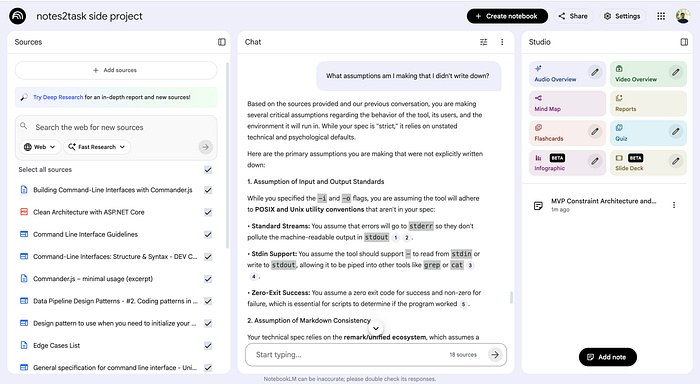 notes2task side project
+ Create notebook
Share
Settings
Sources
+ Add sources
Try Deep Research for an in-depth report and new sources!
Search the web for new sources
Web
Fast Research
Select all sources
Building Command-Line Interfaces with Commander.js
Clean Architecture with ASP.NET Core
Command Line Interface Guidelines
Command-Line Interfaces: Structure & Syntax - DEV C...
Commander.js – minimal usage (excerpt)
Data Pipeline Design Patterns - #2. Coding patterns in ...
Design pattern to use when you need to initialize your ...
Edge Cases List
General specification for command line interface - Uni...
Chat
What assumptions am I making that I didn't write down?
Based on the sources provided and our previous conversation, you are making
several critical assumptions regarding the behavior of the tool, its users, and the
environment it will run in. While your spec is "strict," it relies on unstated
technical and psychological defaults.
Here are the primary assumptions you are making that were not explicitly written
down:
1. Assumption of Input and Output Standards
While you specified the -i and -o flags, you are assuming the tool will adhere
to POSIX and Unix utility conventions that aren't in your spec:
• Standard Streams: You assume that errors will go to stderr so they don't
pollute the machine-readable output in stdout 1 2 .
• Stdin Support: You assume the tool should support – to read from stdin or
write to stdout, allowing it to be piped into other tools like grep or cat 3
4 .
• Zero-Exit Success: You assume a zero exit code for success and non-zero for
failure, which is essential for scripts to determine if the program worked 5 .
2. Assumption of Markdown Consistency
Your technical spec relies on the remark/unified ecosystem, which assumes a
Start typing...
18 sources
Studio
Audio Overview
Video Overview
Mind Map
Reports
Flashcards
Quiz
BETA
Infographic
BETA
Slide Deck
MVP Constraint Architecture and...
1m ago
Add note
NotebookLM can be inaccurate; please double check its responses.